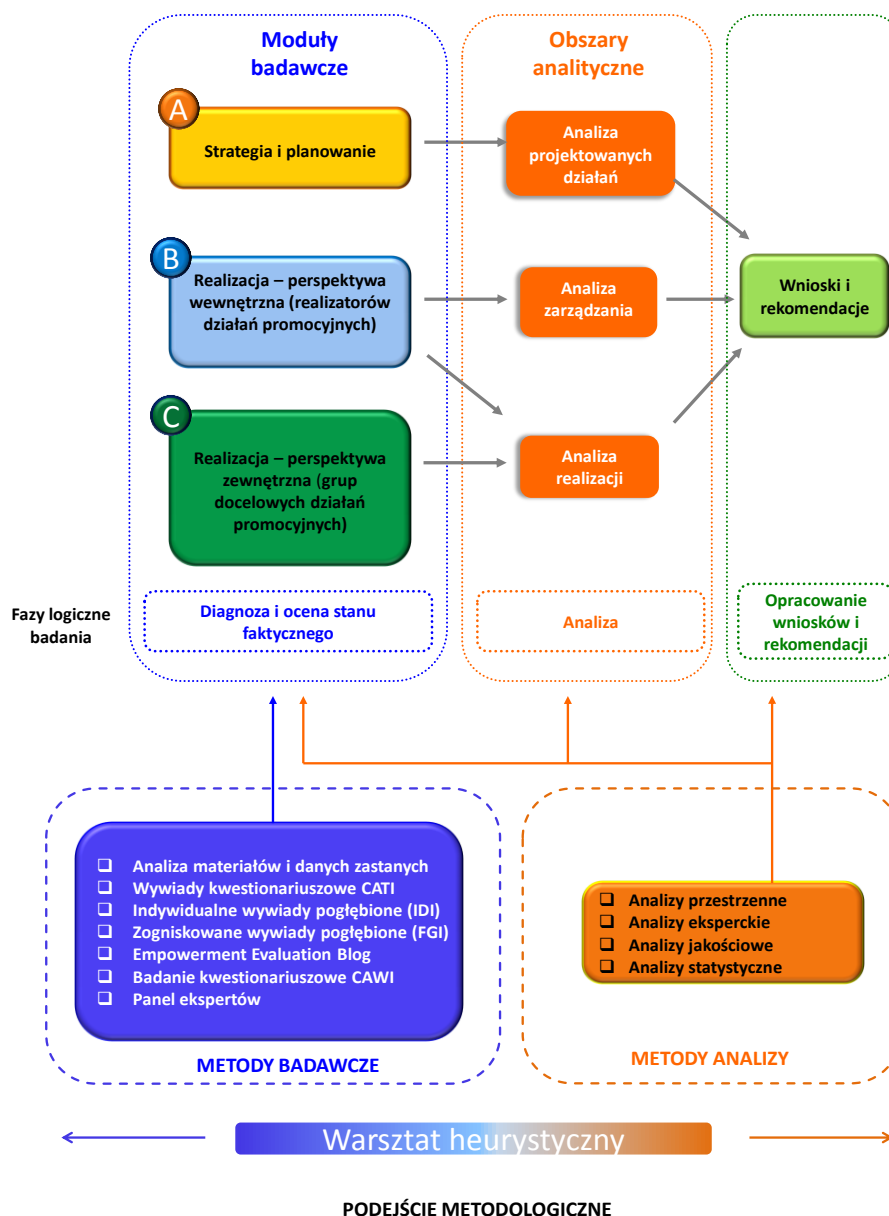 Moduły
badawcze
Obszary
analityczne
A
Strategia i planowanie
Analiza
projektowanych
działań
B
Realizacja – perspektywa
wewnętrzna (realizatorów
działań promocyjnych)
Analiza
zarządzania
Wnioski i
rekomendacje
C
Realizacja – perspektywa
zewnętrzna (grup
docelowych działań
promocyjnych)
Analiza
realizacji
Fazy logiczne
badania
Diagnoza i ocena stanu
faktycznego
Analiza
Opracowanie
wniosków i
rekomendacji
❑ Analiza materiałów i danych zastanych
❑ Wywiady kwestionariuszowe CATI
❑ Indywidualne wywiady pogłębione (IDI)
❑ Zogniskowane wywiady pogłębione (FGI)
❑ Empowerment Evaluation Blog
❑ Badanie kwestionariuszowe CAWI
❑ Panel ekspertów
METODY BADAWCZE
❑ Analizy przestrzenne
❑ Analizy eksperckie
❑ Analizy jakościowe
❑ Analizy statystyczne
METODY ANALIZY
Warsztat heurystyczny
PODEJŚCIE METODOLOGICZNE